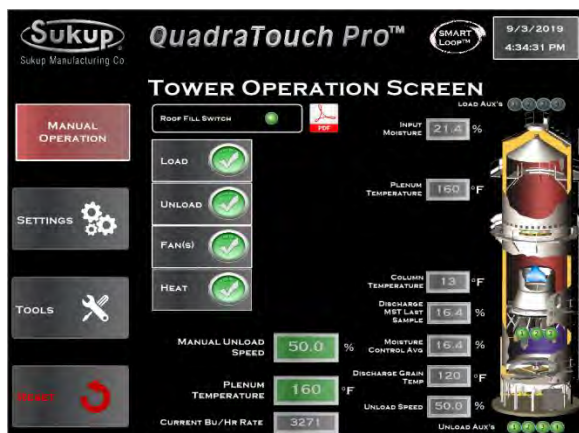 Sukup
Sukup Manufacturing Co
QuadraTouch Pro™
SMART
LOOP™
9/3/2019
4:34:31 PM
TOWER OPERATION SCREEN
LOAD AUX'S
MANUAL
OPERATION
ROOF FILL SWITCH
PDF
INPUT
MOISTURE
21.4 %
LOAD
UNLOAD
FAN(S)
HEAT
PLENUM
TEMPERATURE
160 °F
SETTINGS
COLUMN
TEMPERATURE
13 °F
DISCHARGE
MST LAST
SAMPLE
16.4 %
TOOLS
MANUAL UNLOAD
SPEED
50.0 %
MOISTURE
CONTROL AVG
16.4 %
DISCHARGE GRAIN
TEMP
120 °F
PLENUM
TEMPERATURE
160 °F
RESET
UNLOAD SPEED
50.0 %
CURRENT BU/HR RATE
3271
UNLOAD AUX'S